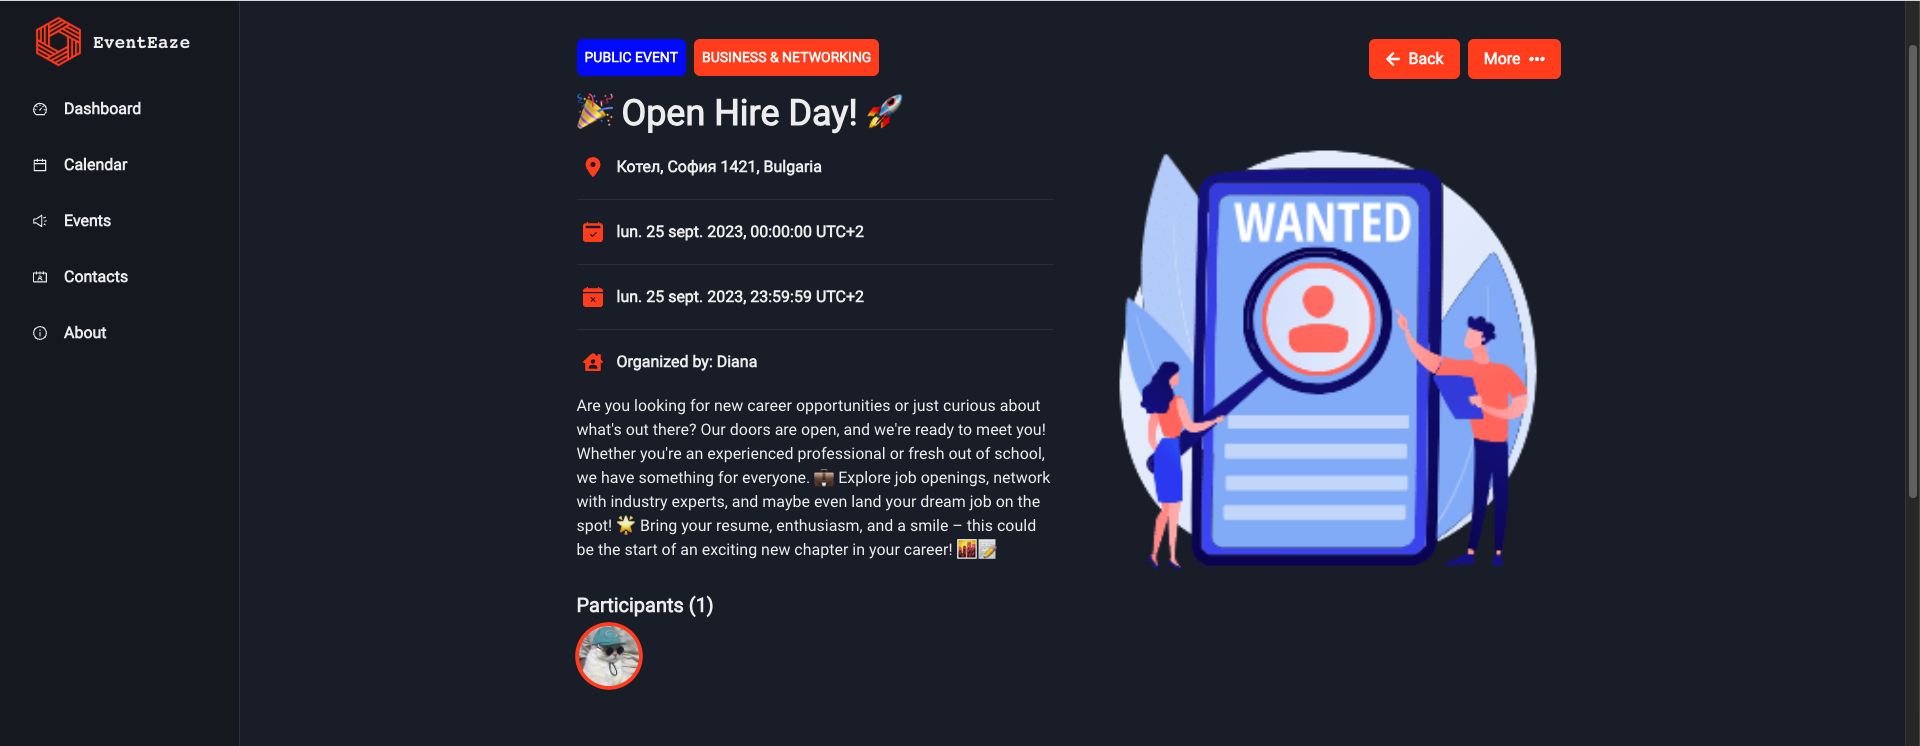 EventEaze
Dashboard
Calendar
Events
Contacts
About
PUBLIC EVENT
BUSINESS & NETWORKING
Back
More
🎉 Open Hire Day! 🚀
Котел, София 1421, Bulgaria
lun. 25 sept. 2023, 00:00:00 UTC+2
lun. 25 sept. 2023, 23:59:59 UTC+2
Organized by: Diana
Are you looking for new career opportunities or just curious about
what's out there? Our doors are open, and we're ready to meet you!
Whether you're an experienced professional or fresh out of school,
we have something for everyone. 💼 Explore job openings, network
with industry experts, and maybe even land your dream job on the
spot! 🌟 Bring your resume, enthusiasm, and a smile – this could
be the start of an exciting new chapter in your career! 🌇📝
Participants (1)
WANTED